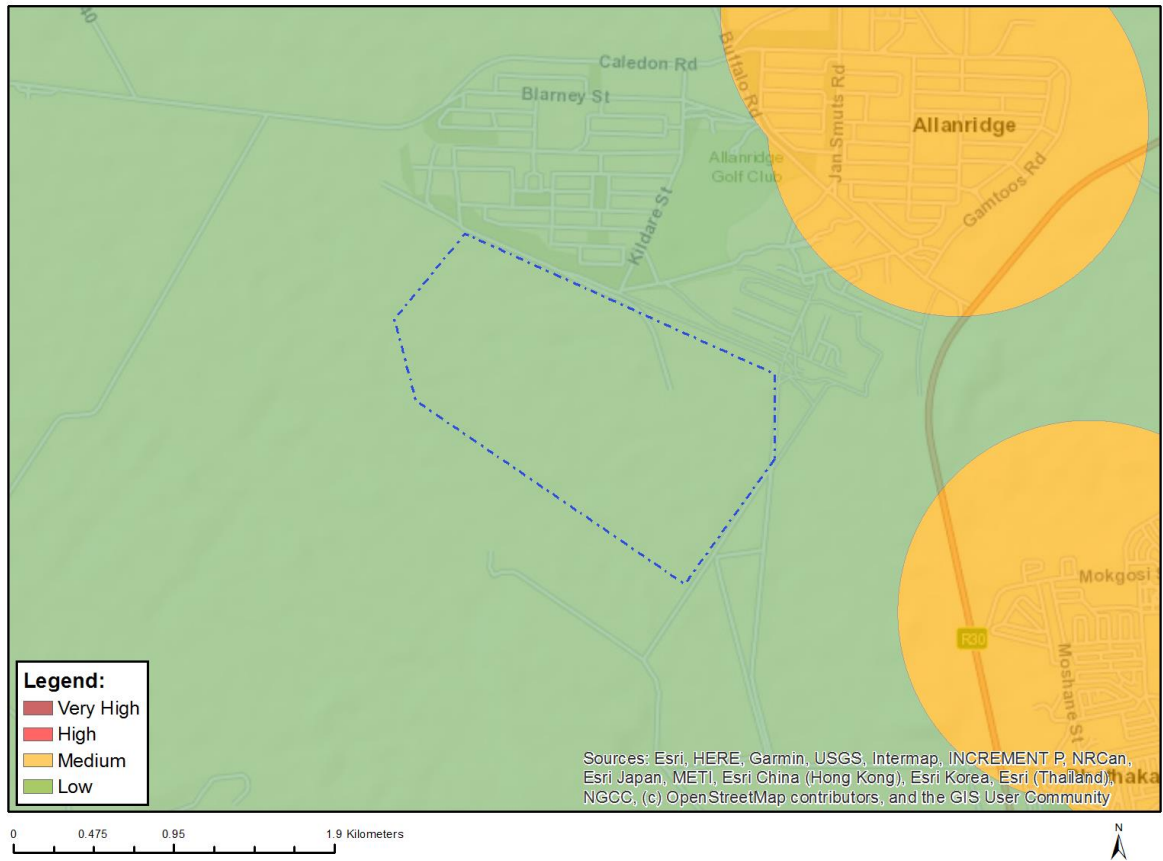 40
Caledon Rd
Buffalo Rd
Blarney St
Jan Smuts Rd
Allanridge
Allanridge
Golf Club
Gamtoos Rd
Kildare St
Mokgosi S
R30
Moshane St
Legend:
Very High
High
Medium
Low
Sources: Esri, HERE, Garmin, USGS, Intermap, INCREMENT P, NRCan,
Esri Japan, METI, Esri China (Hong Kong), Esri Korea, Esri (Thailand),
NGCC, (c) OpenStreetMap contributors, and the GIS User Community
0 0.475 0.95 1.9 Kilometers
N